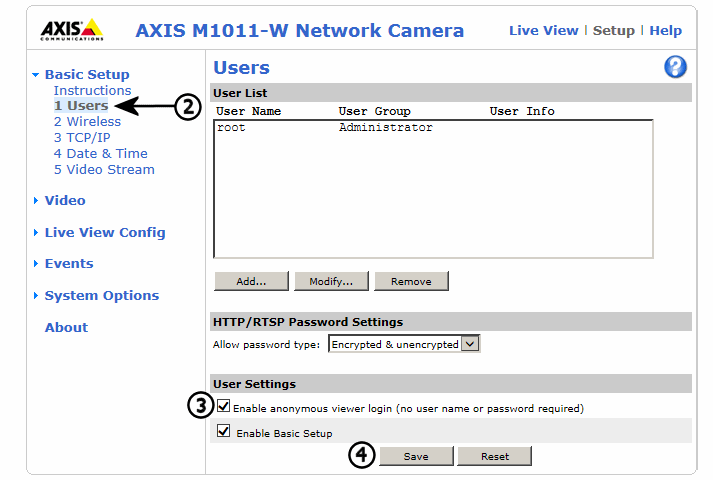 AXIS COMMUNICATIONS
AXIS M1011-W Network Camera
Live View | Setup | Help
Basic Setup
Instructions
1 Users
2
2 Wireless
3 TCP/IP
4 Date & Time
5 Video Stream
Video
Live View Config
Events
System Options
About
Users
?
User List
User Name User Group User Info
root Administrator
Add... Modify... Remove
HTTP/RTSP Password Settings
Allow password type: Encrypted & unencrypted
User Settings
3 Enable anonymous viewer login (no user name or password required)
Enable Basic Setup
4 Save Reset